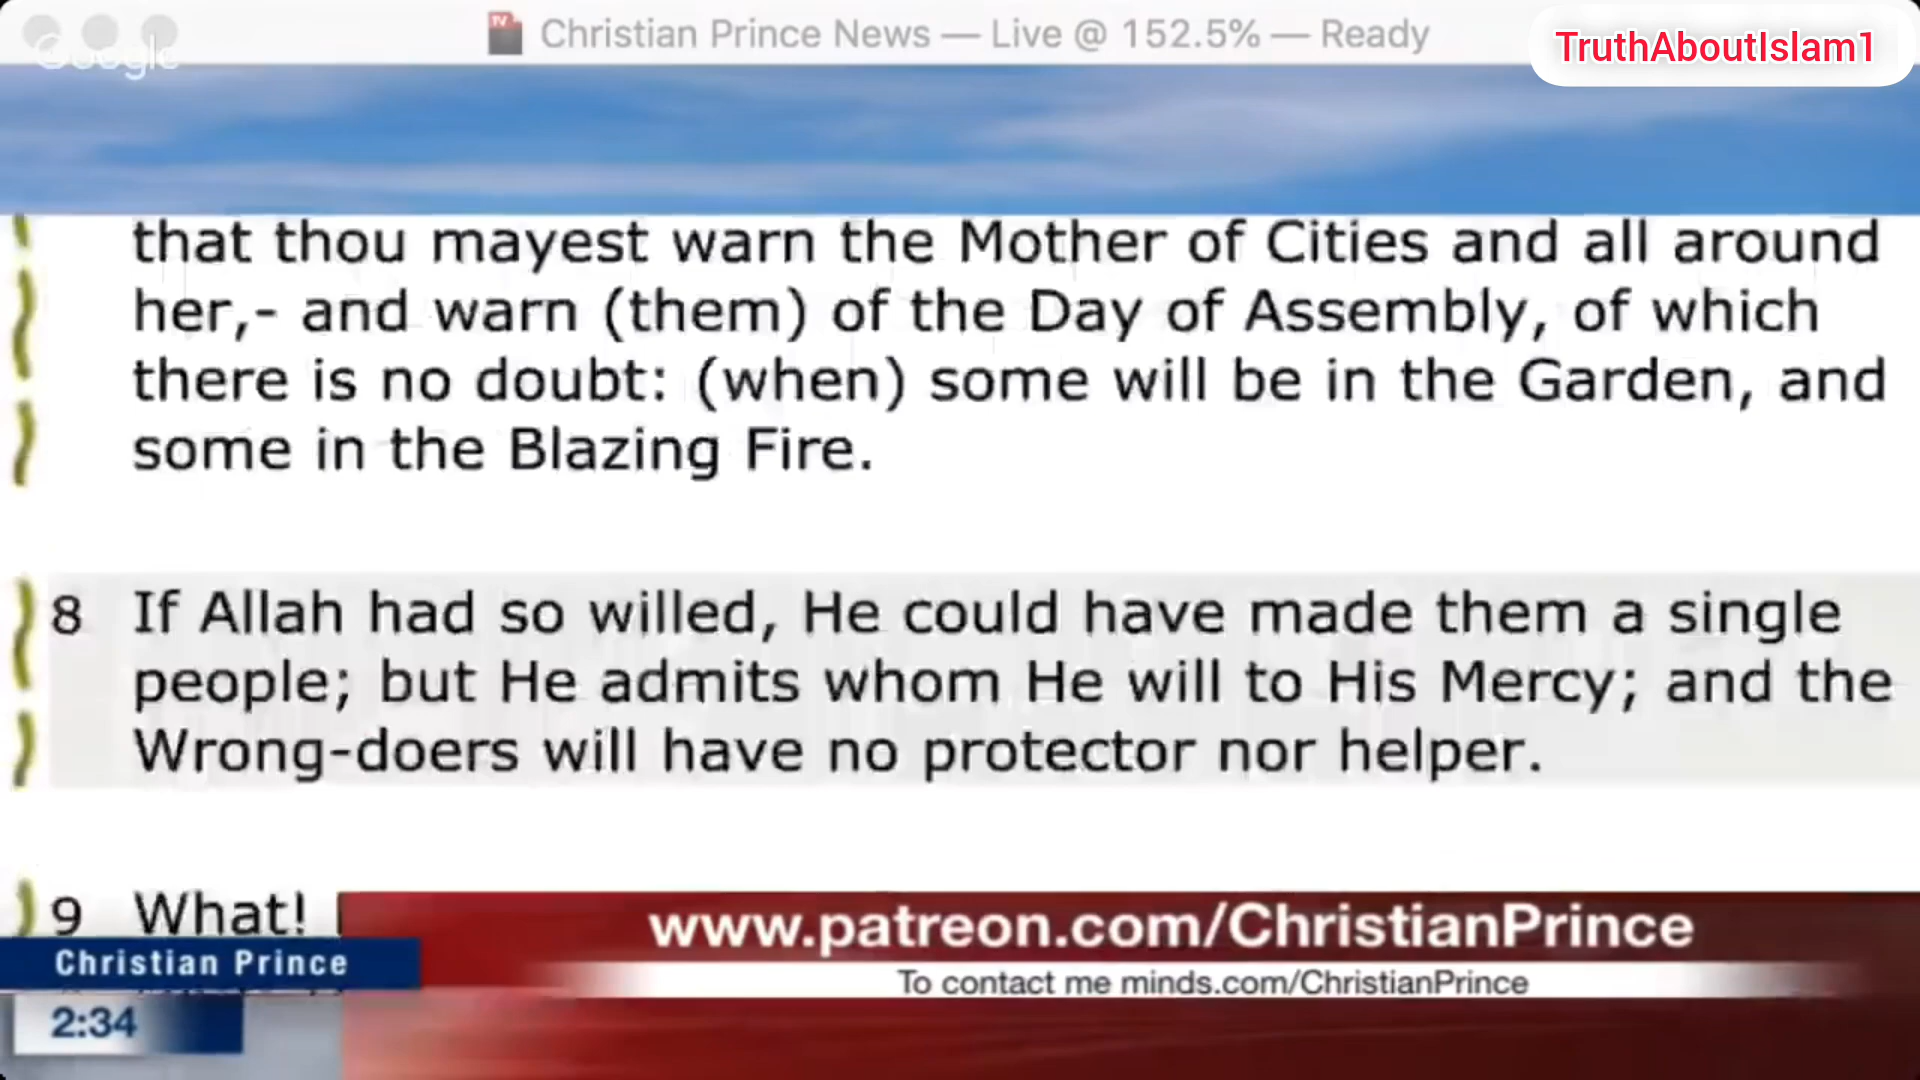 Christian Prince News — Live @ 152.5% — Ready
Google
TruthAboutIslam1
that thou mayest warn the Mother of Cities and all around
her,- and warn (them) of the Day of Assembly, of which
there is no doubt: (when) some will be in the Garden, and
some in the Blazing Fire.
8 If Allah had so willed, He could have made them a single
people; but He admits whom He will to His Mercy; and the
Wrong-doers will have no protector nor helper.
9 What!
www.patreon.com/ChristianPrince
Christian Prince
To contact me minds.com/ChristianPrince
2:34